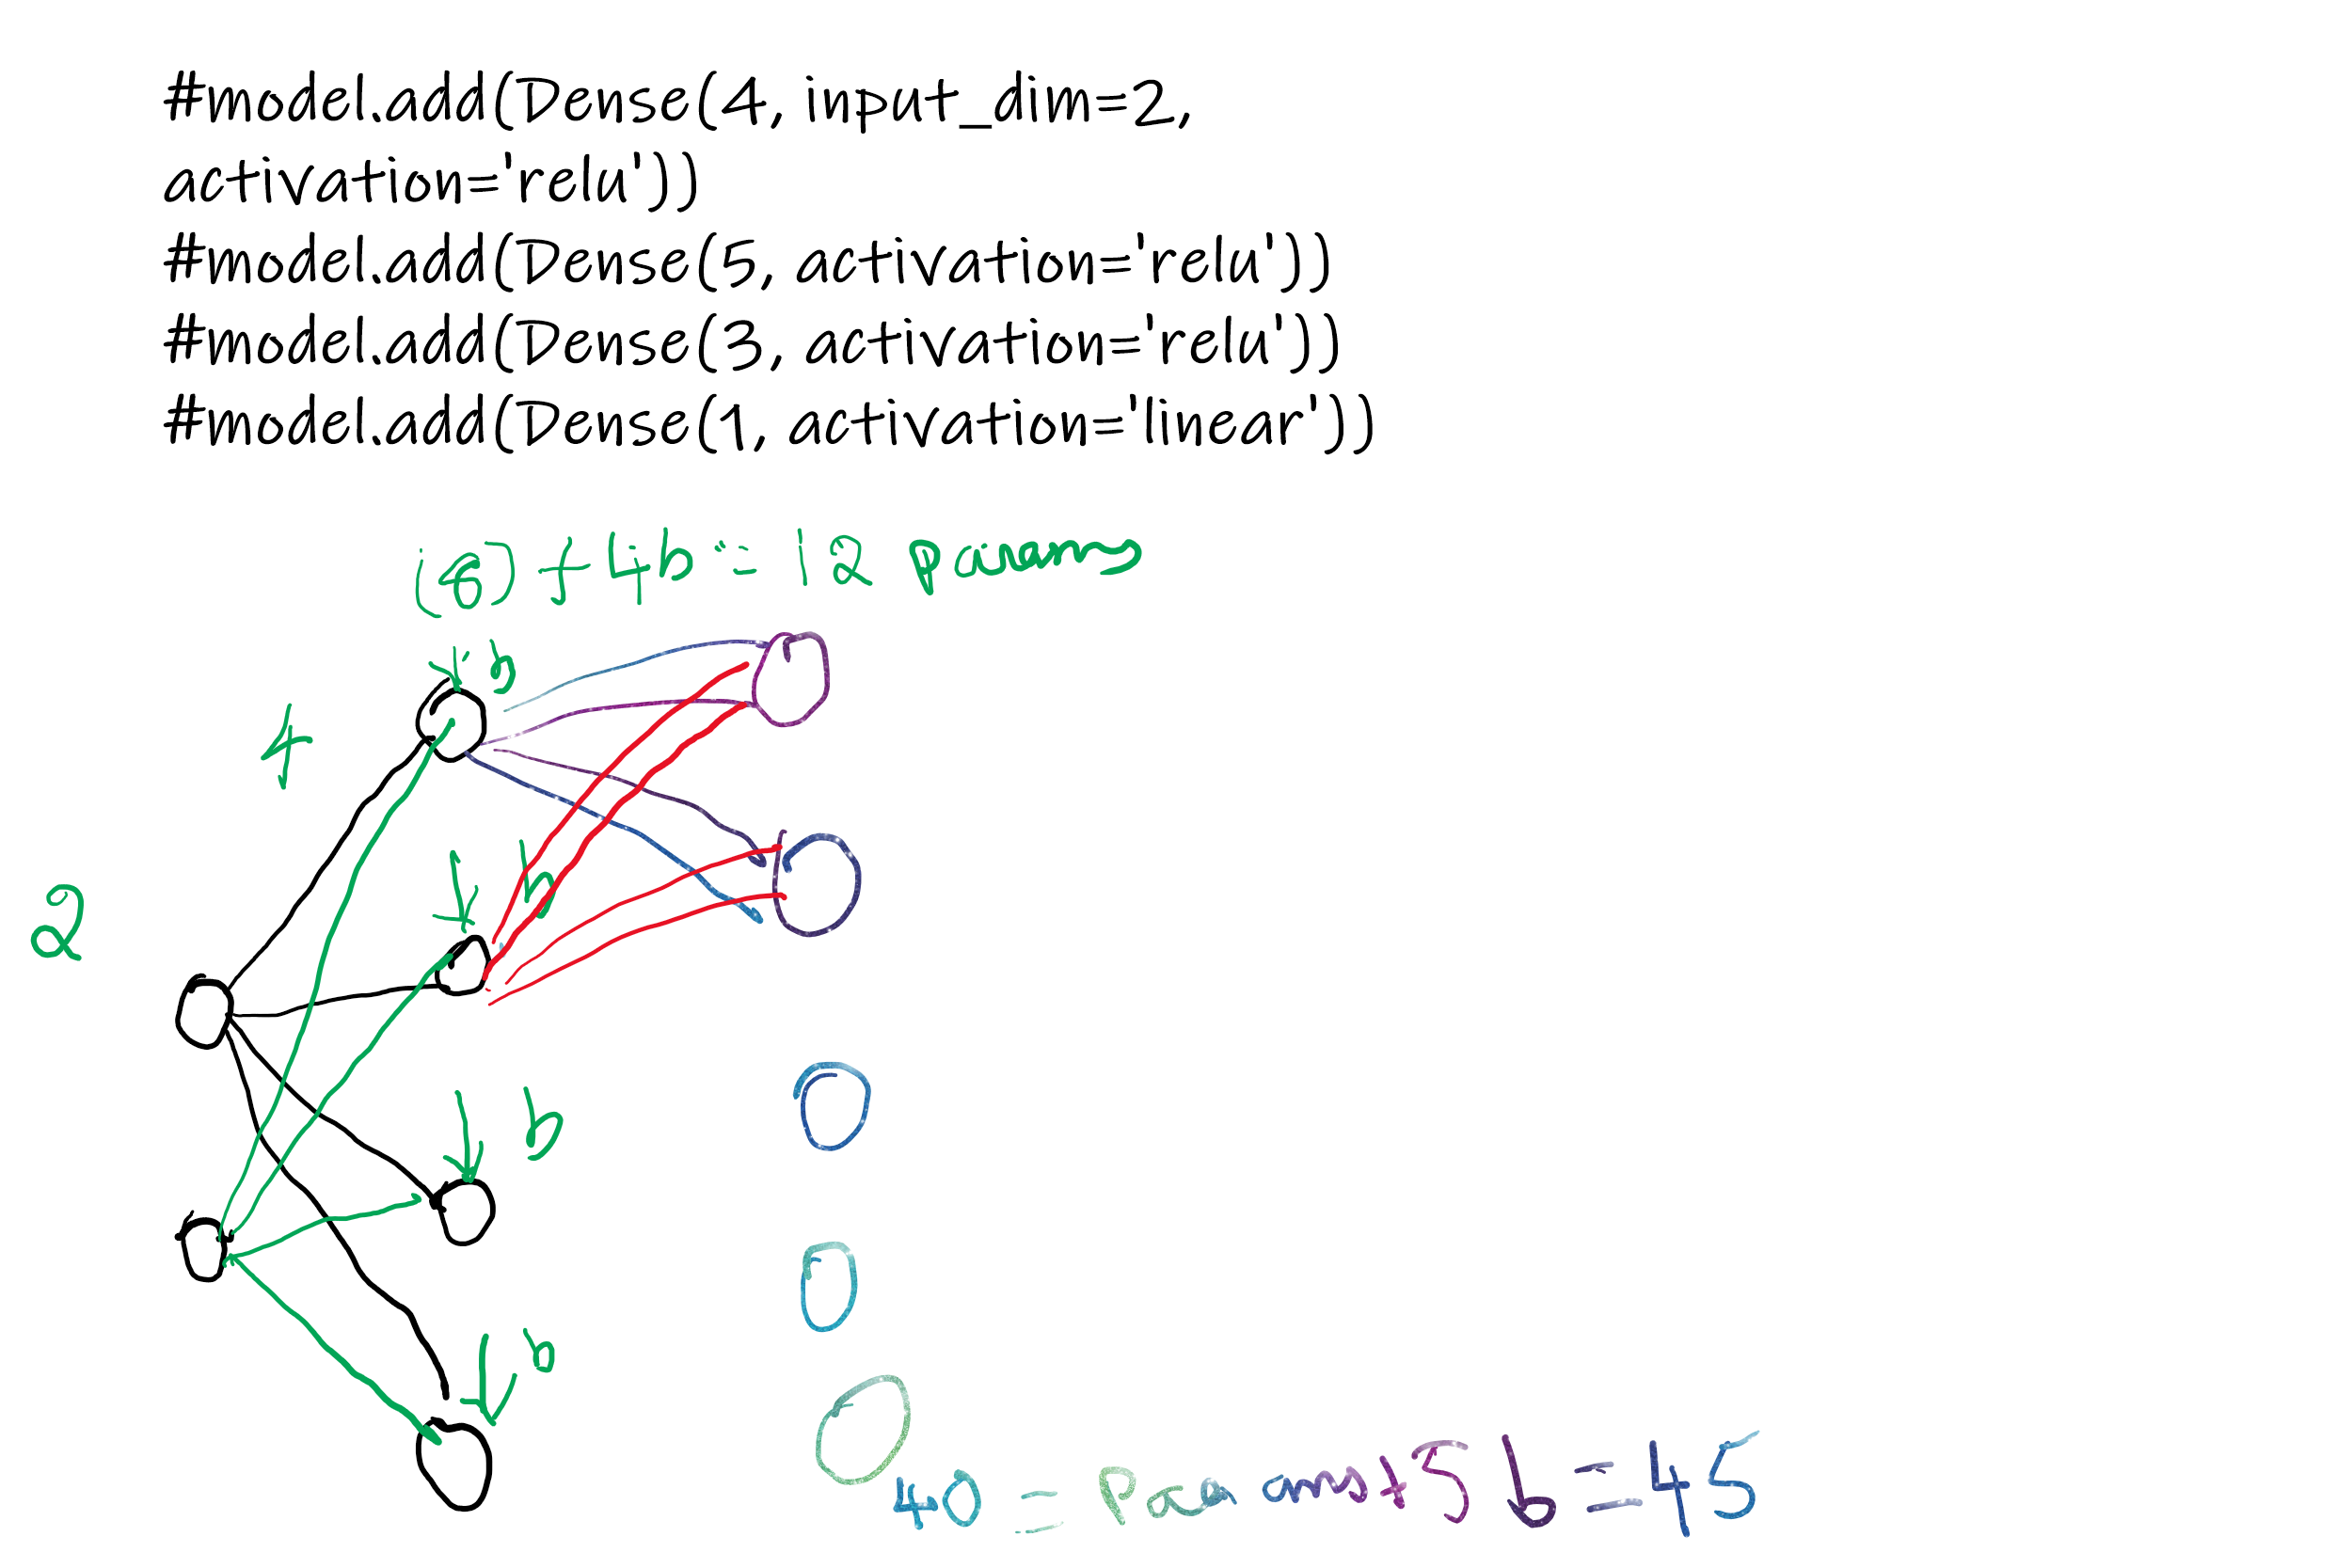 #model.add(Dense(4, input_dim=2,
activation='relu'))
#model.add(Dense(5, activation='relu'))
#model.add(Dense(3, activation='relu'))
#model.add(Dense(1, activation='linear'))
(8) + 4b = 12 params
b
4
b
2
b
b
40 = Params + 5 b = 45